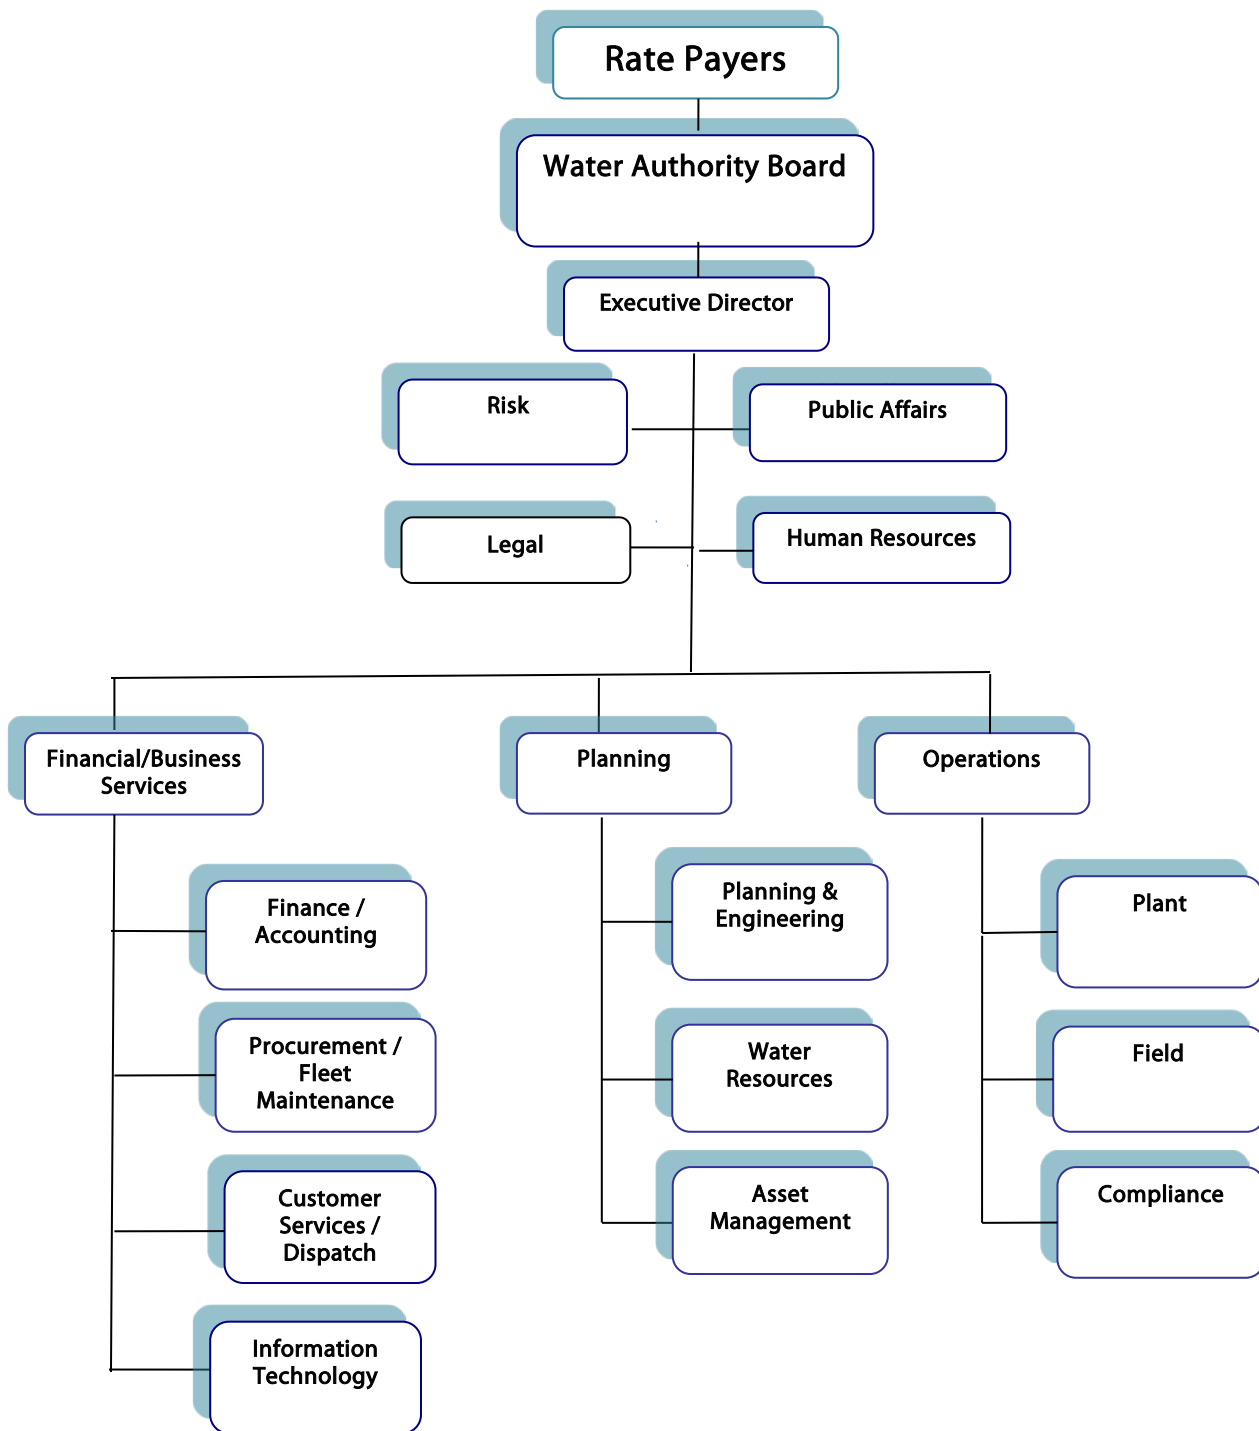 Rate Payers
Water Authority Board
Executive Director
Risk
Public Affairs
Legal
Human Resources
Financial/Business
Services
Planning
Operations
Finance /
Accounting
Procurement /
Fleet
Maintenance
Customer
Services /
Dispatch
Information
Technology
Planning &
Engineering
Water
Resources
Asset
Management
Plant
Field
Compliance